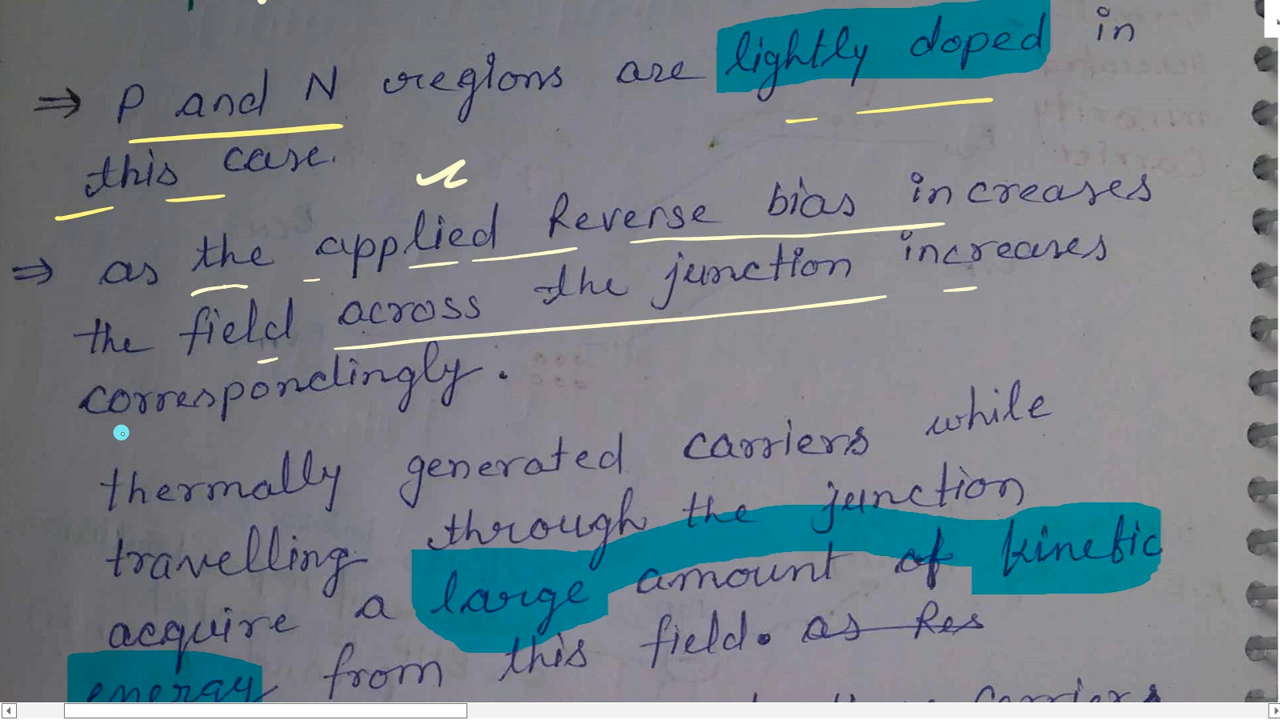 ⇒ P and N regions are lightly doped in
this case.
⇒ as the applied Reverse bias increases
the field across the junction increases
correspondingly.
thermally generated carriers while
travelling through the junction
acquire a large amount of kinetic
energy from this field. as Res
carriers